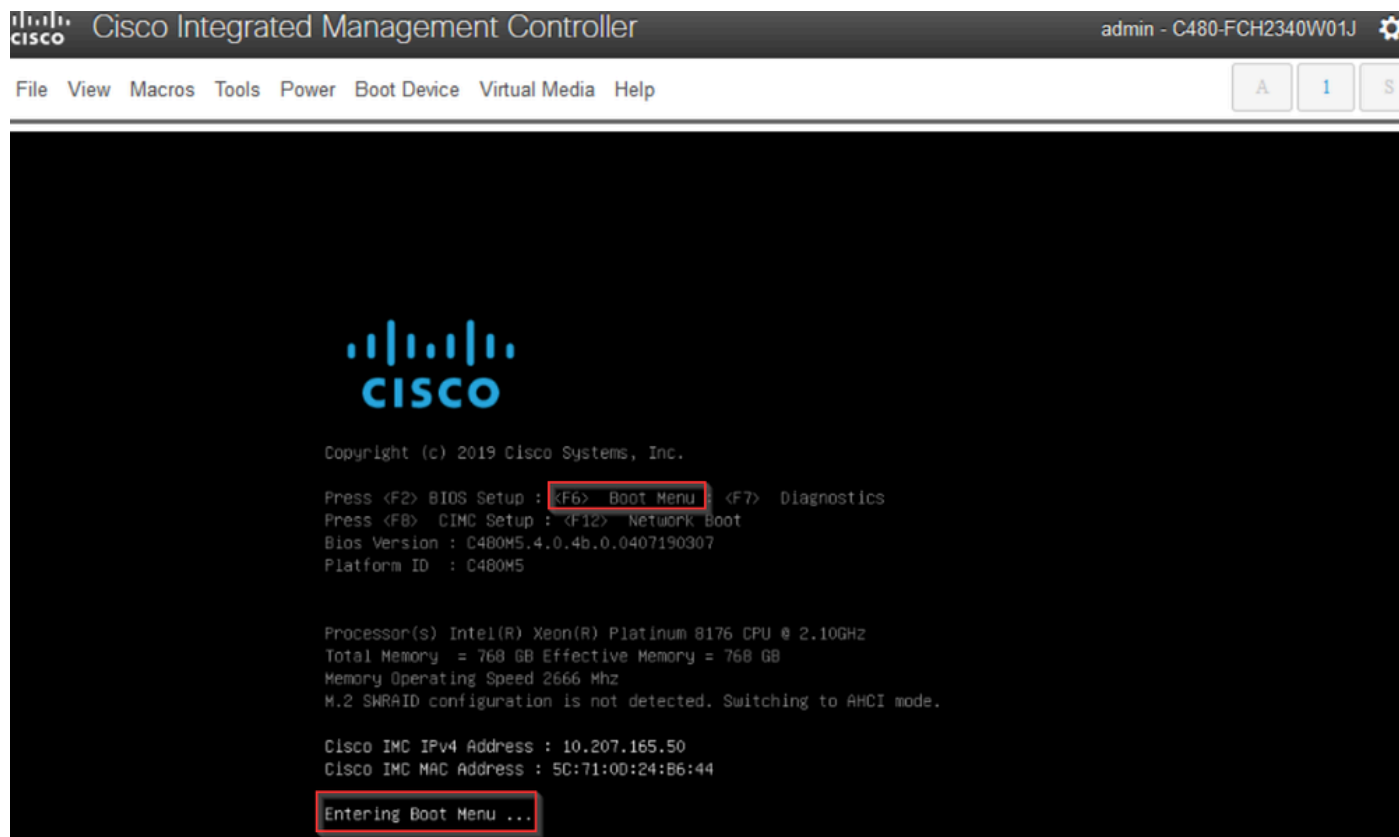 CISCO Cisco Integrated Management Controller admin - C480-FCH2340W01J
File View Macros Tools Power Boot Device Virtual Media Help A 1 S
CISCO
Copyright (c) 2019 Cisco Systems, Inc.
Press <F2> BIOS Setup : <F6> Boot Menu : <F7> Diagnostics
Press <F8> CIMC Setup : <F12> Network Boot
Bios Version : C480M5.4.0.4b.0.0407190307
Platform ID : C480M5
Processor(s) Intel(R) Xeon(R) Platinum 8176 CPU @ 2.10GHz
Total Memory = 768 GB Effective Memory = 768 GB
Memory Operating Speed 2666 Mhz
M.2 SWRAID configuration is not detected. Switching to AHCI mode.
Cisco IMC IPv4 Address : 10.207.165.50
Cisco IMC MAC Address : 5C:71:0D:24:B6:44
Entering Boot Menu ...